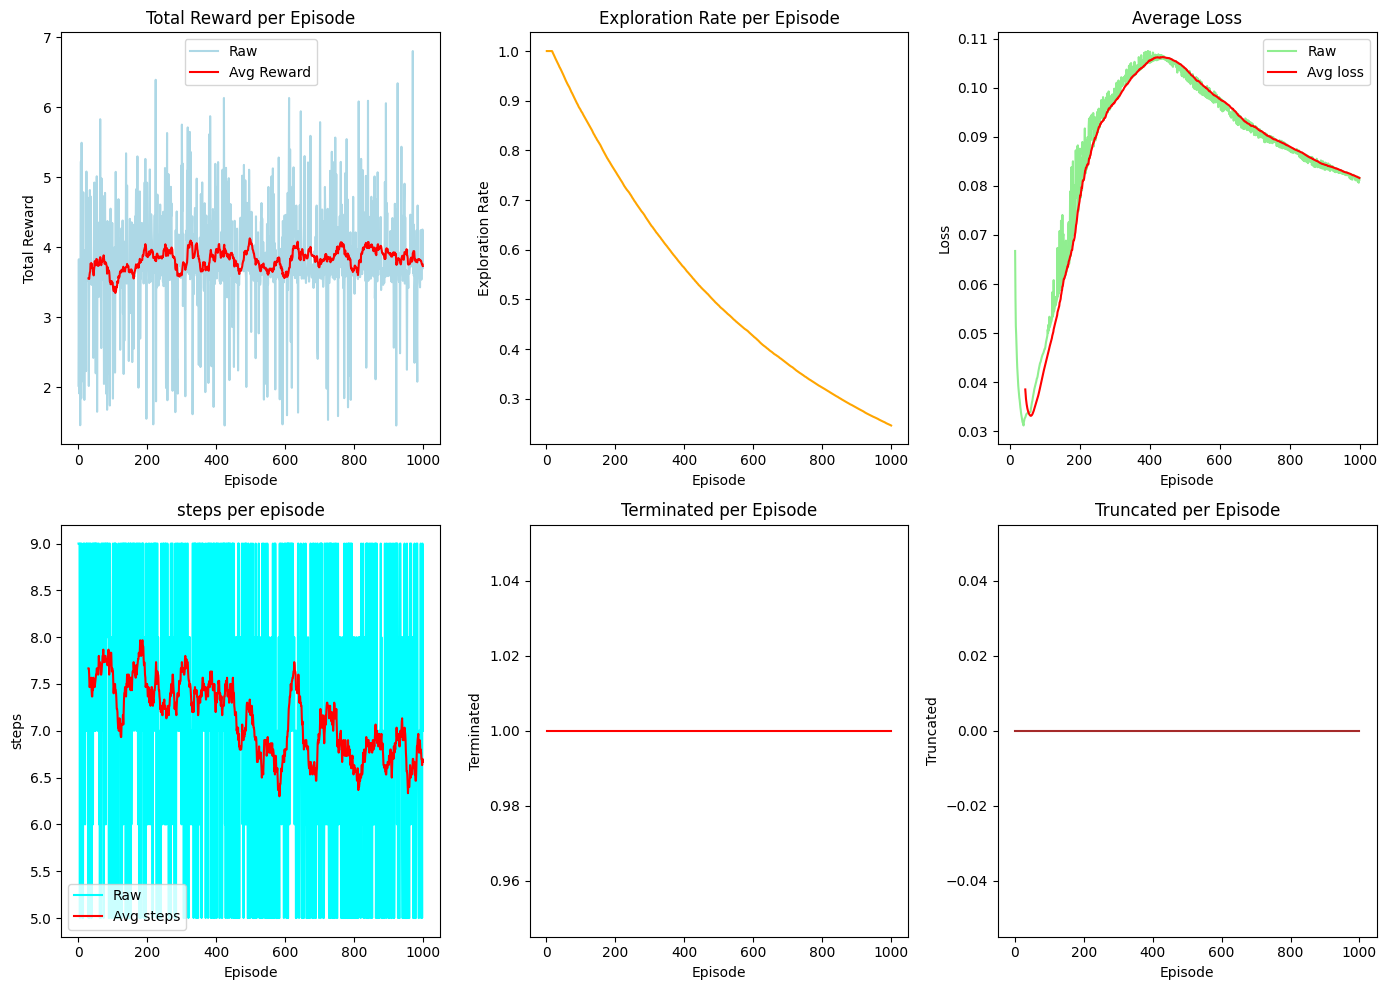 Total Reward per Episode
Raw
Avg Reward
7
6
5
4
3
2
Total Reward
0 200 400 600 800 1000
Episode
Exploration Rate per Episode
1.0
0.9
0.8
0.7
0.6
0.5
0.4
0.3
Exploration Rate
0 200 400 600 800 1000
Episode
Average Loss
Raw
Avg loss
0.11
0.10
0.09
0.08
0.07
0.06
0.05
0.04
0.03
Loss
0 200 400 600 800 1000
Episode
steps per episode
9.0
8.5
8.0
7.5
7.0
6.5
6.0
5.5
5.0
steps
Raw
Avg steps
0 200 400 600 800 1000
Episode
Terminated per Episode
1.04
1.02
1.00
0.98
0.96
Terminated
0 200 400 600 800 1000
Episode
Truncated per Episode
0.04
0.02
0.00
−0.02
−0.04
Truncated
0 200 400 600 800 1000
Episode